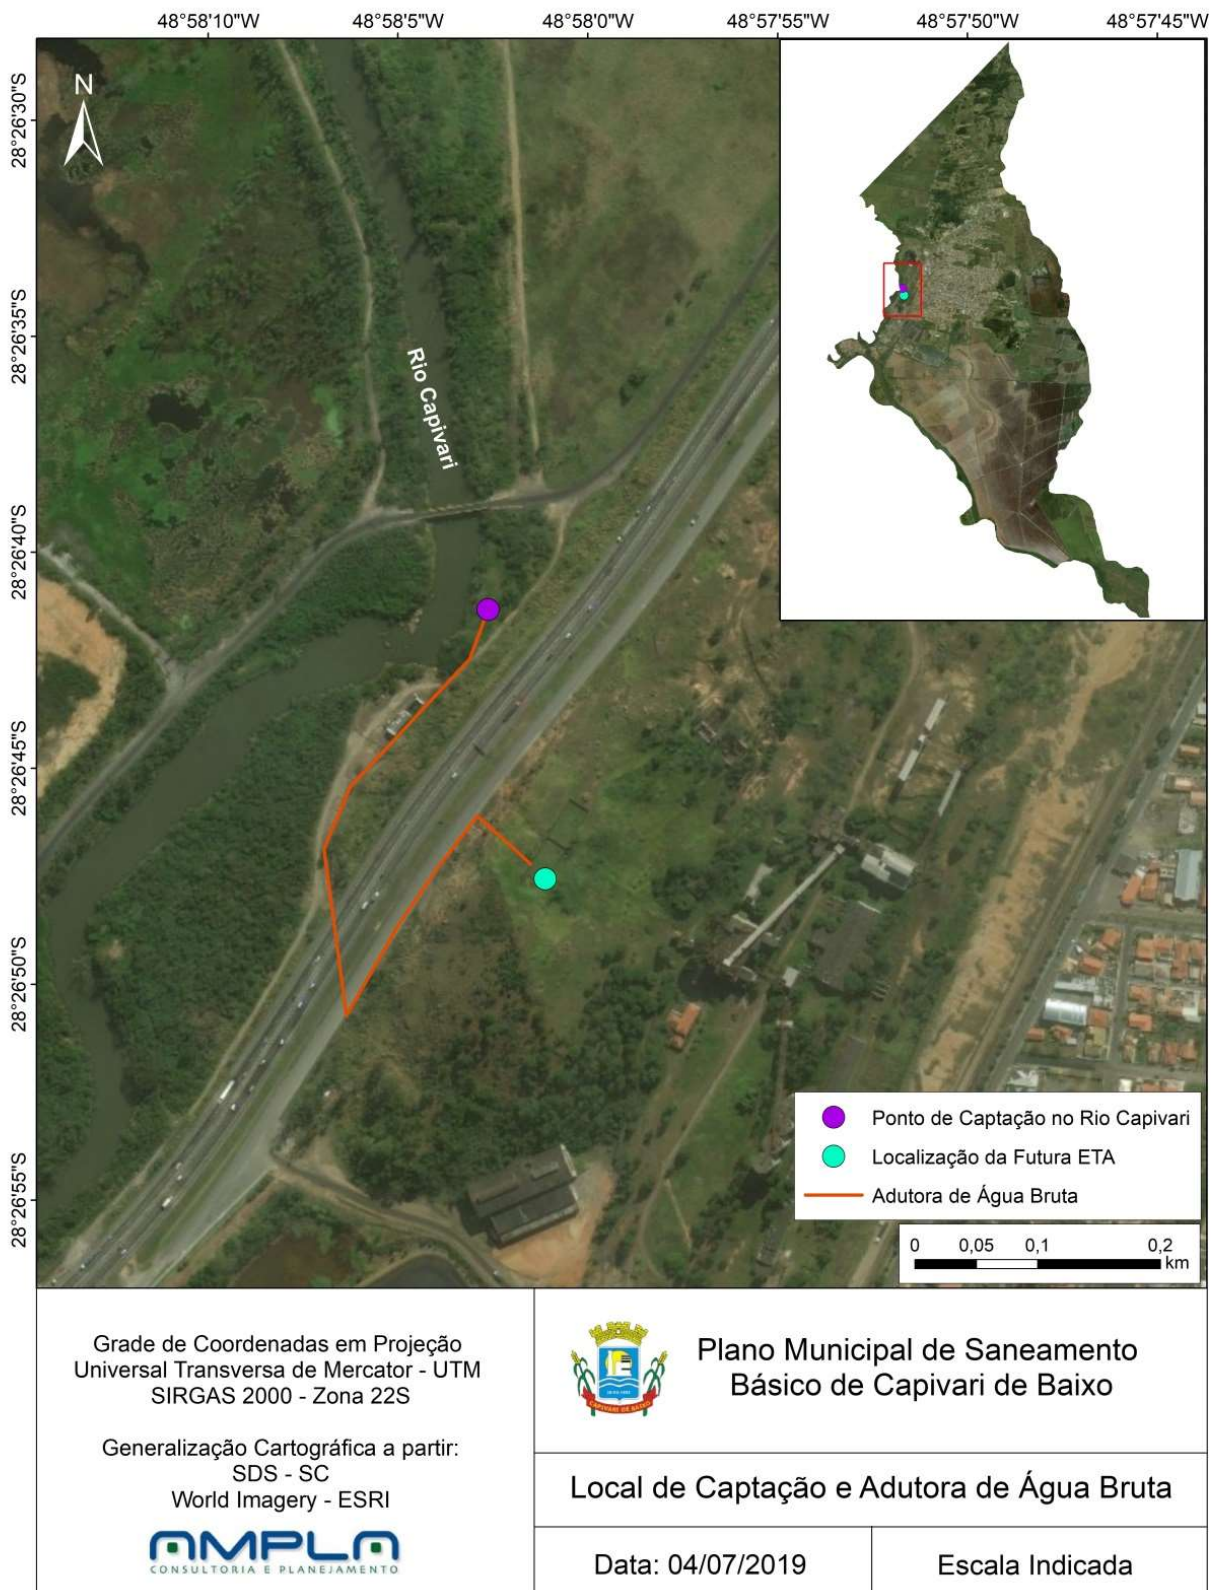 48°58'10"W
48°58'5"W
48°58'0"W
48°57'55"W
48°57'50"W
48°57'45"W
28°26'30"S
28°26'35"S
28°26'40"S
28°26'45"S
28°26'50"S
28°26'55"S
N
Rio Capivari
Ponto de Captação no Rio Capivari
Localização da Futura ETA
Adutora de Água Bruta
0 0,05 0,1 0,2
km
Grade de Coordenadas em Projeção
Universal Transversa de Mercator - UTM
SIRGAS 2000 - Zona 22S
Generalização Cartográfica a partir:
SDS - SC
World Imagery - ESRI
AMPLA
CONSULTORIA E PLANEJAMENTO
CAPIVARI DE BAIXO
Plano Municipal de Saneamento
Básico de Capivari de Baixo
Local de Captação e Adutora de Água Bruta
Data: 04/07/2019
Escala Indicada